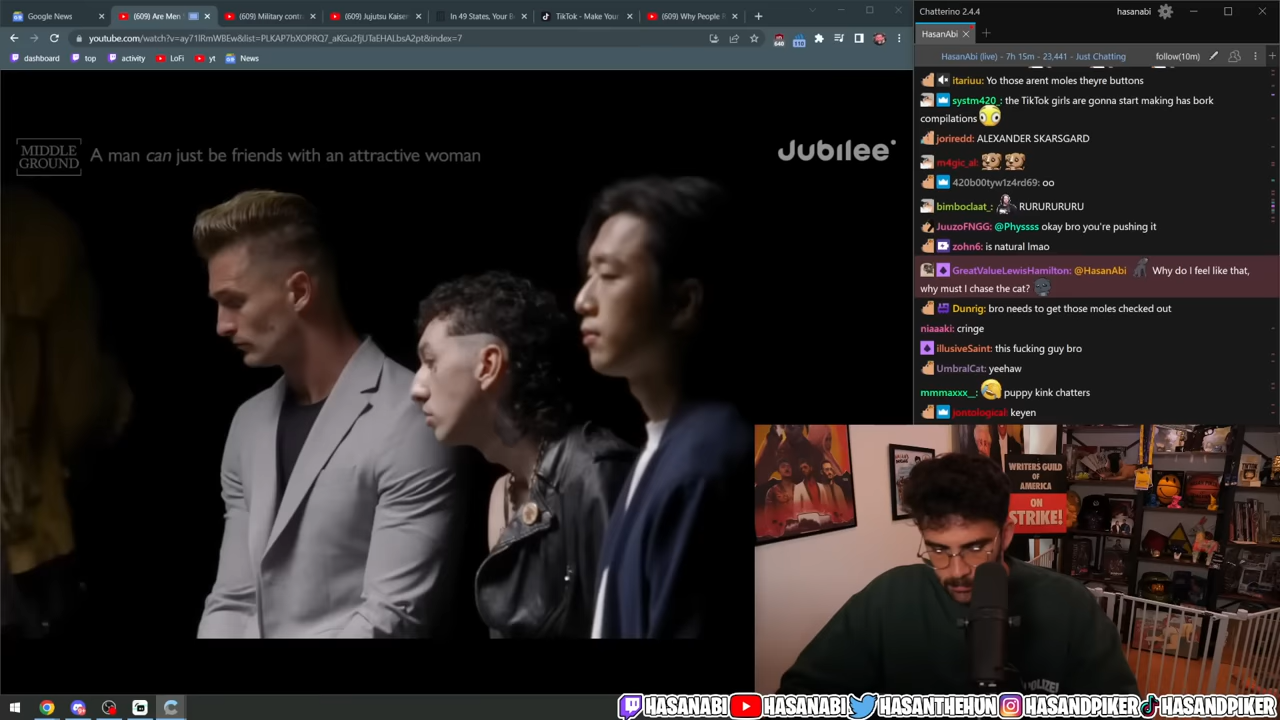 Google News
(609) Are Men
(609) Military contr
(609) Jujutsu Kaisen
In 49 States, Your B
TikTok - Make Your
(609) Why People F
youtube.com/watch?v=ay71lRmWBEw&list=PLKAP7bXOPRQ7_aKGu2fjUTaEHALbsA2pt&index=7
dashboard
top
activity
LoFi
yt
News
MIDDLE
GROUND
A man can just be friends with an attractive woman
Jubilee
Chatterino 2.4.4
hasanabi
HasanAbi
HasanAbi (live) - 7h 15m - 23,441 - Just Chatting
follow(10m)
itariuu: Yo those arent moles theyre buttons
systm420_: the TikTok girls are gonna start making has bork
compilations
joriredd: ALEXANDER SKARSGARD
m4gic_al:
420b00tyw1z4rd69: oo
bimboclaat_: RURURURURU
JuuzoFNGG: @Physsss okay bro you're pushing it
zohn6: is natural lmao
GreatValueLewisHamilton: @HasanAbi Why do I feel like that,
why must I chase the cat?
Dunrig: bro needs to get those moles checked out
niaaaki: cringe
illusiveSaint: this fucking guy bro
UmbralCat: yeehaw
mmmaxxx__: puppy kink chatters
jontological: keyen
WRITERS GUILD
OF
AMERICA
ON
STRIKE!
POLIZEI
HASANABI
HASANABI
HASANTHEHUN
HASANDPIKER
HASANDPIKER